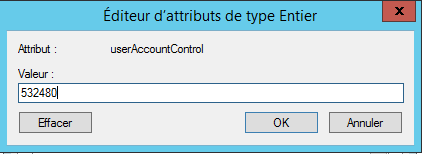 Éditeur d'attributs de type Entier
x
Attribut : userAccountControl
Valeur :
532480
Effacer OK Annuler